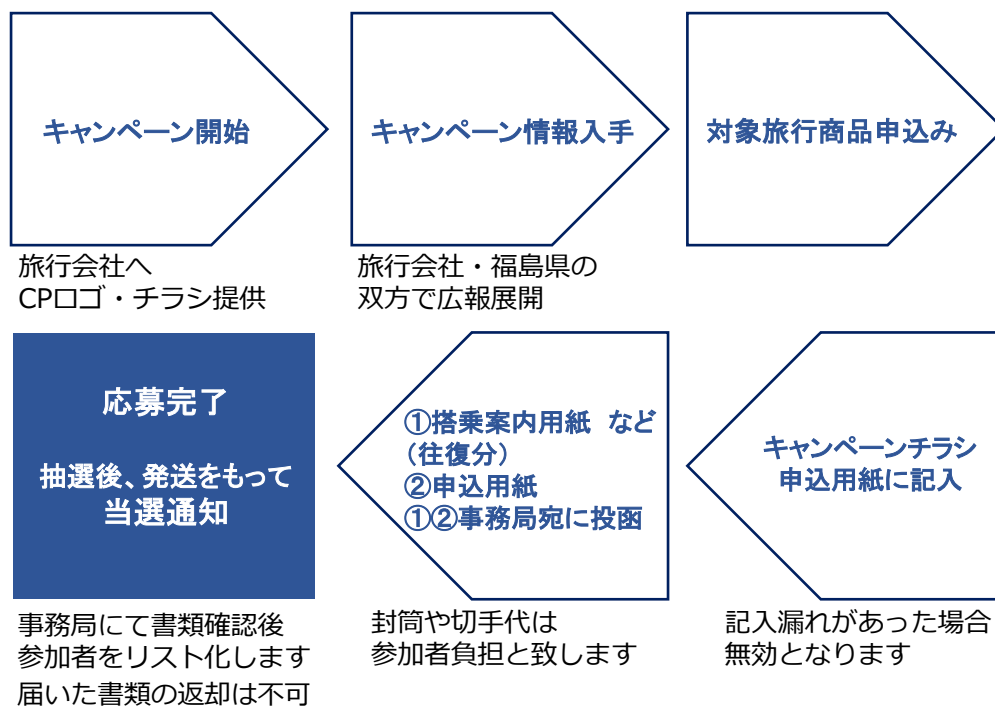 キャンペーン開始
旅行会社へ
CPロゴ・チラシ提供
キャンペーン情報入手
旅行会社・福島県の
双方で広報展開
対象旅行商品申込み
キャンペーンチラシ
申込用紙に記入
記入漏れがあった場合
無効となります
①搭乗案内用紙 など
（往復分）
②申込用紙
①②事務局宛に投函
封筒や切手代は
参加者負担と致します
応募完了
抽選後、発送をもって
当選通知
事務局にて書類確認後
参加者をリスト化します
届いた書類の返却は不可